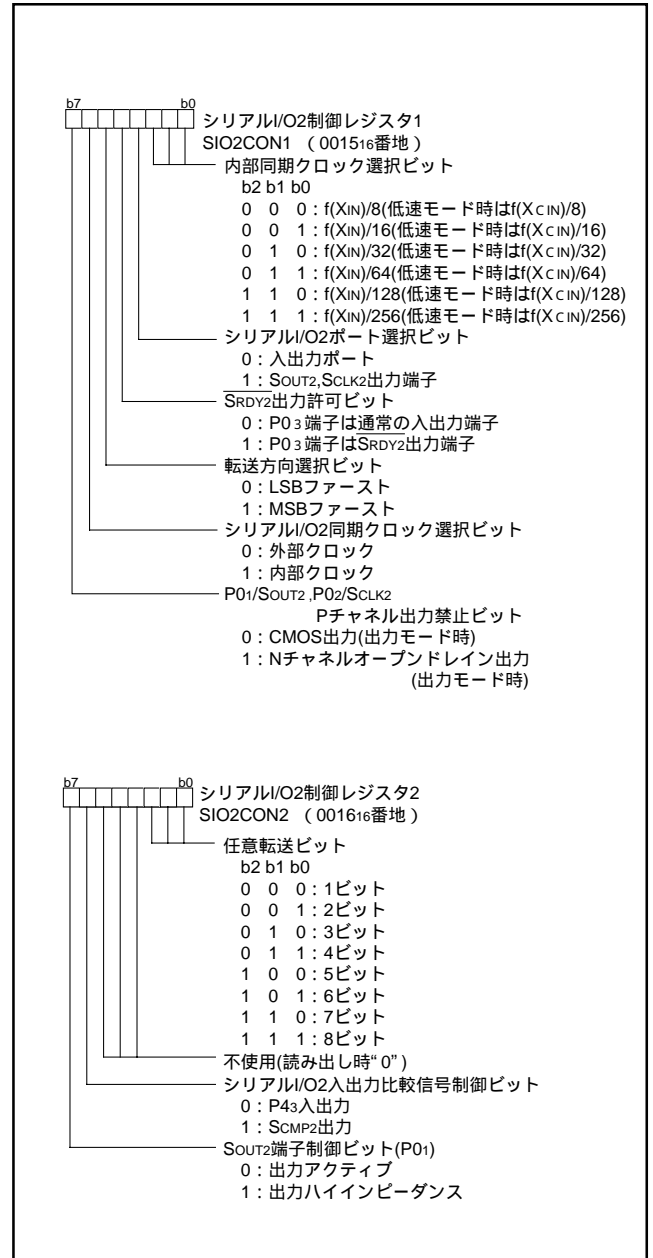 b7 b0
シリアルI/O2制御レジスタ1
SIO2CON1 (001516番地)
内部同期クロック選択ビット
b2 b1 b0
0 0 0:f(XIN)/8(低速モード時はf(XCIN)/8)
0 0 1:f(XIN)/16(低速モード時はf(XCIN)/16)
0 1 0:f(XIN)/32(低速モード時はf(XCIN)/32)
0 1 1:f(XIN)/64(低速モード時はf(XCIN)/64)
1 1 0:f(XIN)/128(低速モード時はf(XCIN)/128)
1 1 1:f(XIN)/256(低速モード時はf(XCIN)/256)
シリアルI/O2ポート選択ビット
0:入出力ポート
1:SOUT2,SCLK2出力端子
SRDY2出力許可ビット
0:P03端子は通常の入出力端子
1:P03端子はSRDY2出力端子
転送方向選択ビット
0:LSBファースト
1:MSBファースト
シリアルI/O2同期クロック選択ビット
0:外部クロック
1:内部クロック
P01/SOUT2 ,P02/SCLK2
Pチャネル出力禁止ビット
0:CMOS出力(出力モード時)
1:Nチャネルオープンドレイン出力
(出力モード時)
b7 b0
シリアルI/O2制御レジスタ2
SIO2CON2 (001616番地)
任意転送ビット
b2 b1 b0
0 0 0:1ビット
0 0 1:2ビット
0 1 0:3ビット
0 1 1:4ビット
1 0 0:5ビット
1 0 1:6ビット
1 1 0:7ビット
1 1 1:8ビット
不使用(読み出し時“0”)
シリアルI/O2入出力比較信号制御ビット
0:P43入出力
1:SCMP2出力
SOUT2端子制御ビット(P01)
0:出力アクティブ
1:出力ハイインピーダンス